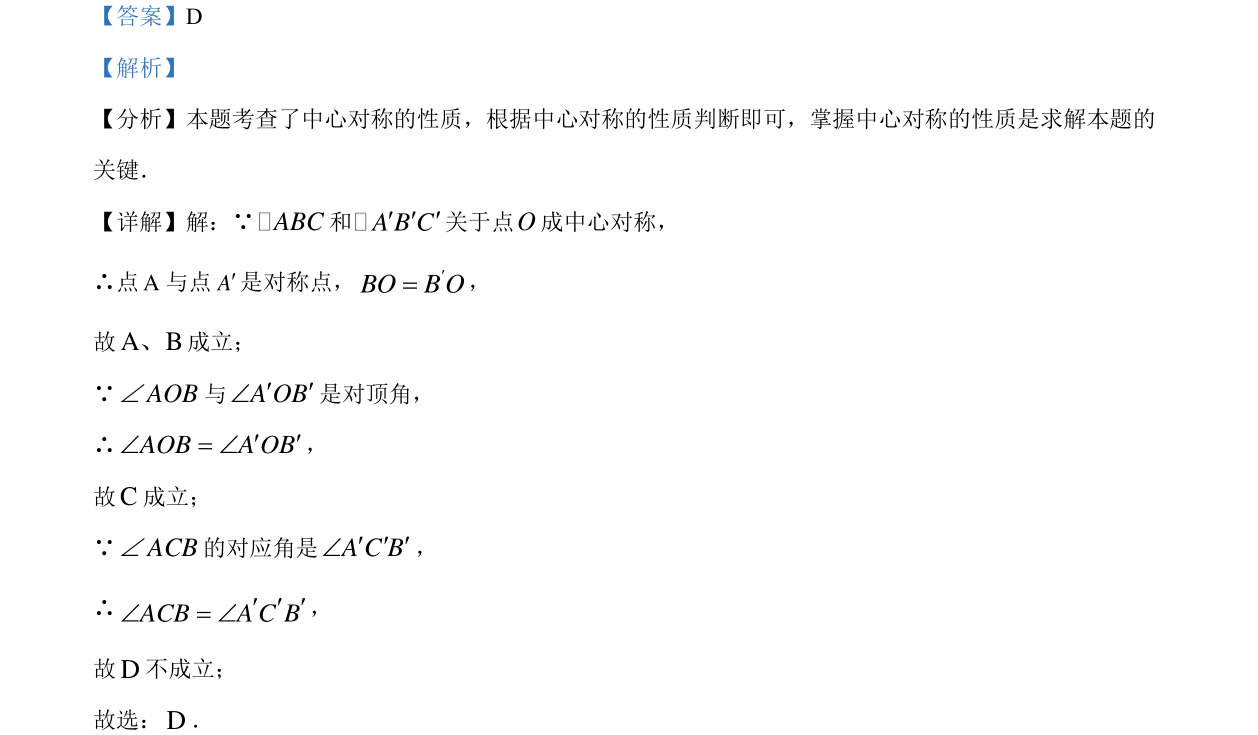 【答案】D
【解析】
【分析】本题考查了中心对称的性质，根据中心对称的性质判断即可，掌握中心对称的性质是求解本题的
关键．
【详解】解：∵□ABC 和□A′B′C′ 关于点 O 成中心对称，
∴点 A 与点 A′ 是对称点， BO = B′O ，
故 A、B 成立；
∵∠AOB 与 ∠A′OB′ 是对顶角，
∴∠AOB = ∠A′OB′ ，
故 C 成立；
∵∠ACB 的对应角是 ∠A′C′B′ ，
∴∠ACB = ∠A′C′B′ ，
故 D 不成立；
故选： D ．